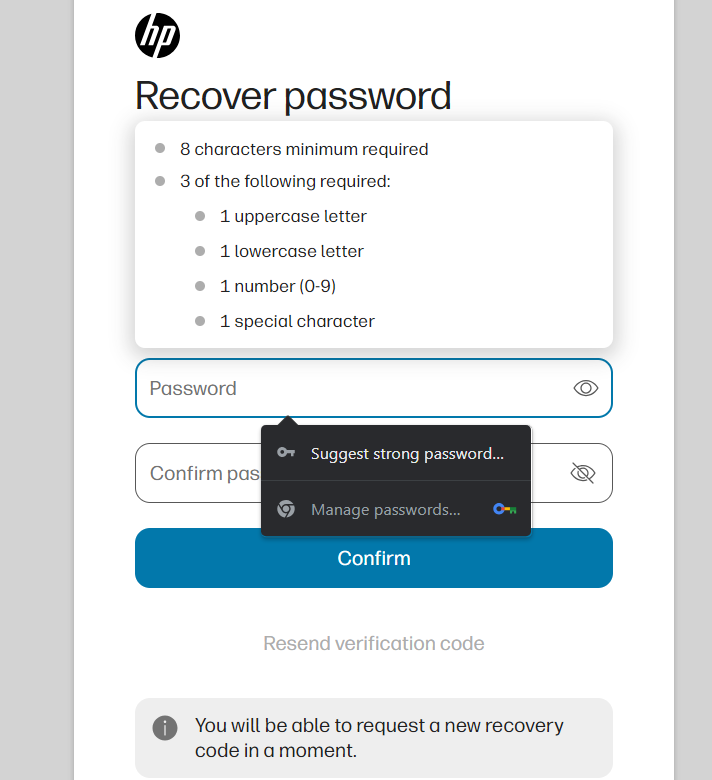 hp
Recover password
8 characters minimum required
3 of the following required:
1 uppercase letter
1 lowercase letter
1 number (0-9)
1 special character
Password
Suggest strong password...
Confirm pas
Manage passwords...
Confirm
Resend verification code
You will be able to request a new recovery
code in a moment.